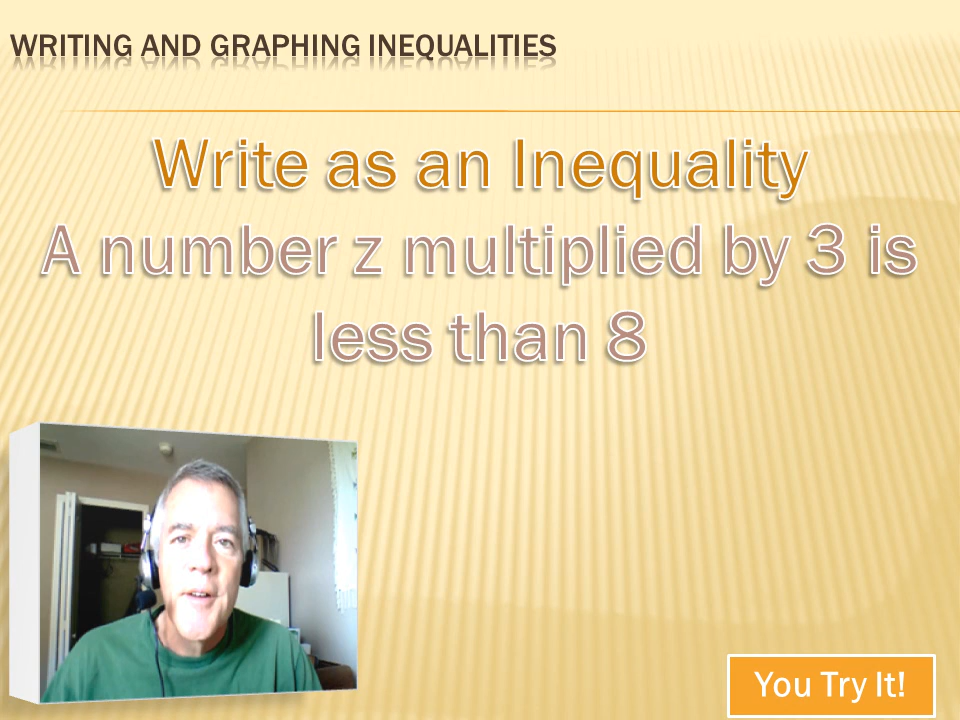 WRITING AND GRAPHING INEQUALITIES
Write as an Inequality
A number z multiplied by 3 is
less than 8
You Try It!